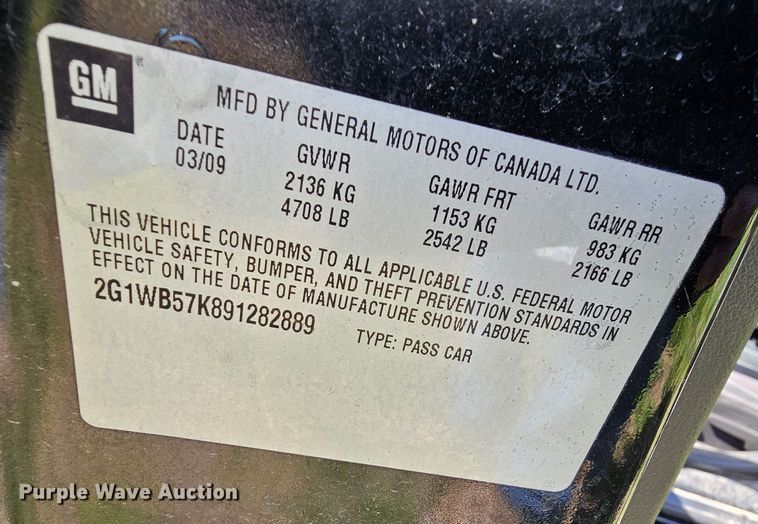 GM
MFD BY GENERAL MOTORS OF CANADA LTD.
DATE GVWR GAWR FRT GAWR RR
03/09 2136 KG 1153 KG 983 KG
4708 LB 2542 LB 2166 LB
THIS VEHICLE CONFORMS TO ALL APPLICABLE U.S. FEDERAL MOTOR
VEHICLE SAFETY, BUMPER, AND THEFT PREVENTION STANDARDS IN
EFFECT ON THE DATE OF MANUFACTURE SHOWN ABOVE.
2G1WB57K891282889 TYPE: PASS CAR
Purple Wave Auction